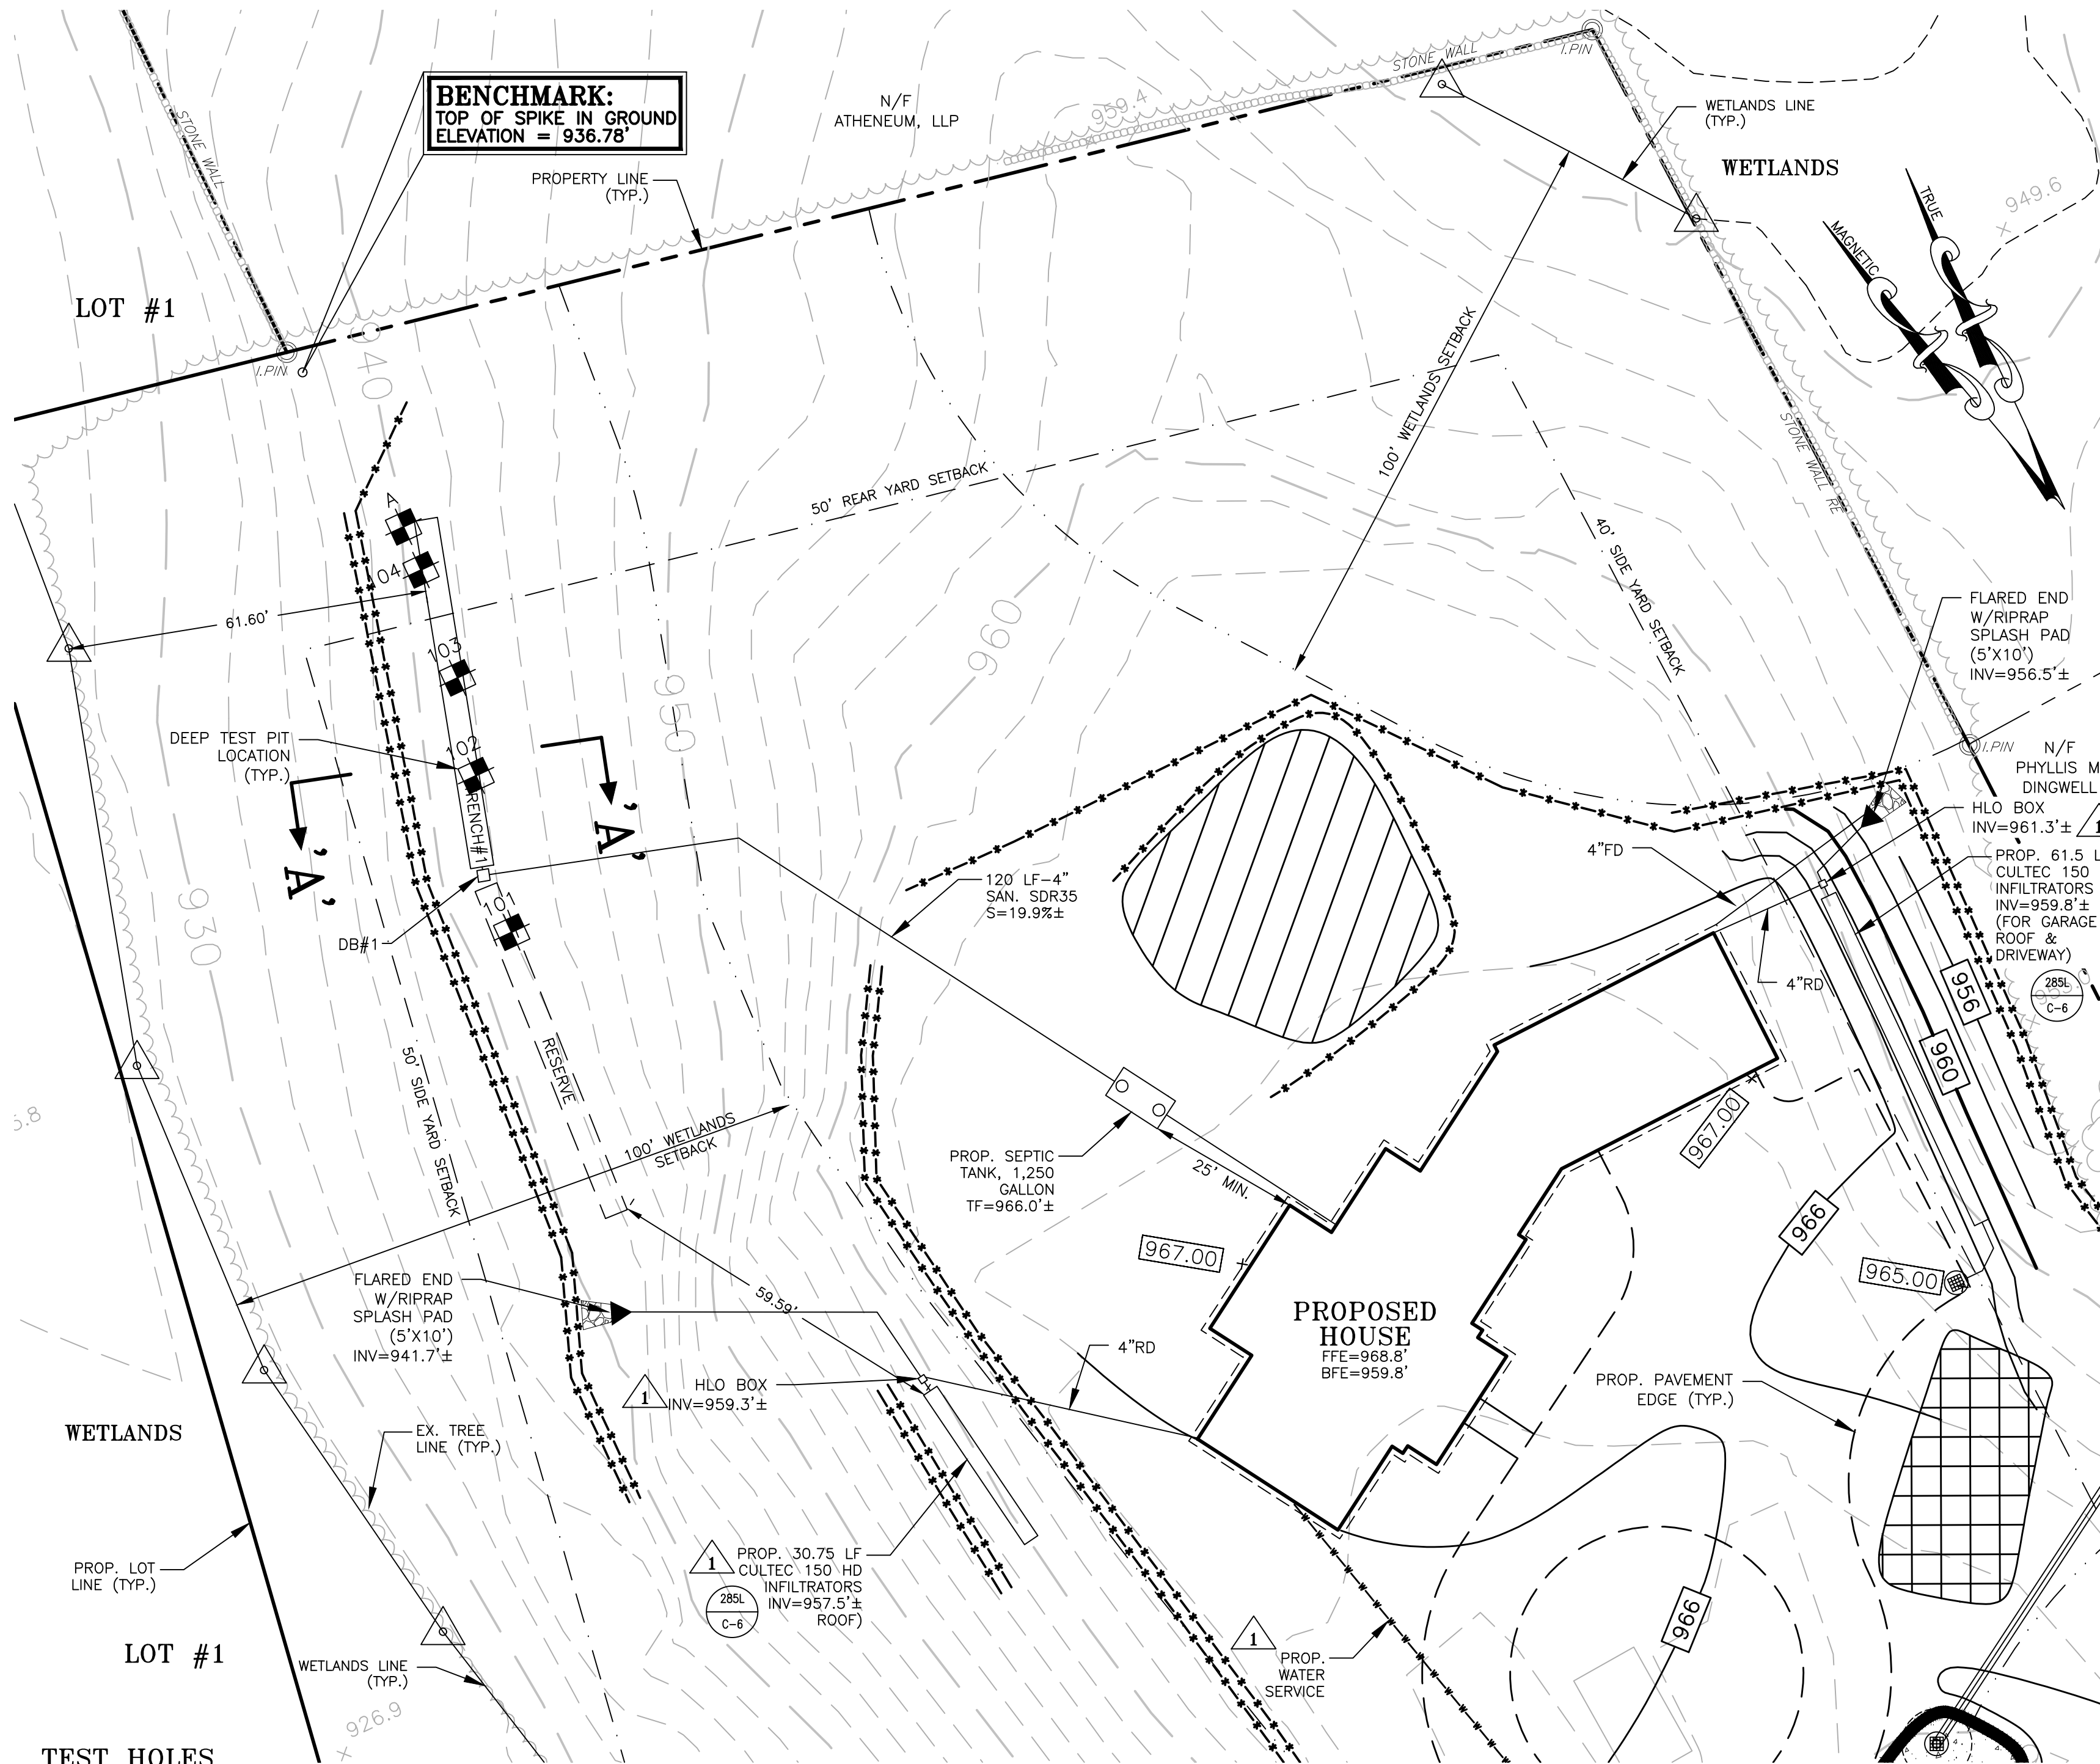 BENCHMARK:
TOP OF SPIKE IN GROUND
ELEVATION = 936.78'
N/F
ATHENEUM, LLP
959.4
STONE WALL
I.PIN
WETLANDS LINE
(TYP.)
WETLANDS
TRUE
MAGNETIC
949.6
STONE WALL
PROPERTY LINE
(TYP.)
LOT #1
I.PIN
940
100' WETLANDS SETBACK
50' REAR YARD SETBACK
40' SIDE YARD SETBACK
STONE WALL RE
A
104
61.60'
103
960
950
FLARED END
W/RIPRAP
SPLASH PAD
(5'X10')
INV=956.5'±
DEEP TEST PIT
LOCATION
(TYP.)
102
RENCH#1
A'
A'
I.PIN
N/F
PHYLLIS M
DINGWELL
HLO BOX
INV=961.3'±
1
4"FD
PROP. 61.5 L
CULTEC 150
INFILTRATORS
INV=959.8'±
(FOR GARAGE
ROOF &
DRIVEWAY)
120 LF-4"
SAN. SDR35
S=19.9%±
930
101
DB#1
4"RD
956
960
285L
C-6
RESERVE
50' SIDE YARD SETBACK
5.8
100' WETLANDS
SETBACK
PROP. SEPTIC
TANK, 1,250
GALLON
TF=966.0'±
25' MIN.
967.00
966
967.00
965.00
FLARED END
W/RIPRAP
SPLASH PAD
(5'X10')
INV=941.7'±
59.59'
PROPOSED
HOUSE
FFE=968.8'
BFE=959.8'
4"RD
HLO BOX
INV=959.3'±
1
PROP. PAVEMENT
EDGE (TYP.)
WETLANDS
EX. TREE
LINE (TYP.)
PROP. LOT
LINE (TYP.)
1
PROP. 30.75 LF
CULTEC 150 HD
INFILTRATORS
INV=957.5'±
ROOF)
285L
C-6
966
LOT #1
WETLANDS LINE
(TYP.)
1
PROP.
WATER
SERVICE
926.9
TEST HOLES